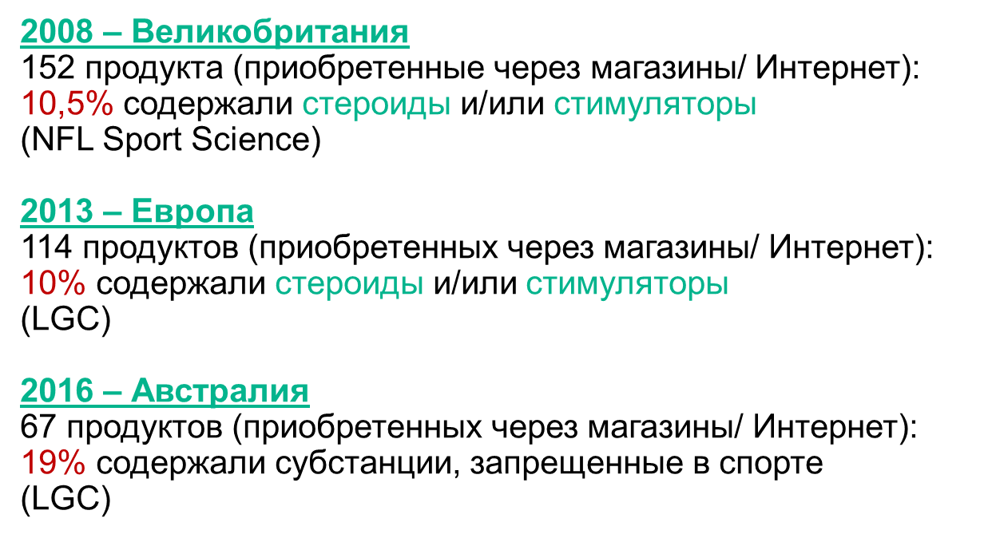 2008 – Великобритания
152 продукта (приобретенные через магазины/ Интернет):
10,5% содержали стероиды и/или стимуляторы
(NFL Sport Science)
2013 – Европа
114 продуктов (приобретенных через магазины/ Интернет):
10% содержали стероиды и/или стимуляторы
(LGC)
2016 – Австралия
67 продуктов (приобретенных через магазины/ Интернет):
19% содержали субстанции, запрещенные в спорте
(LGC)